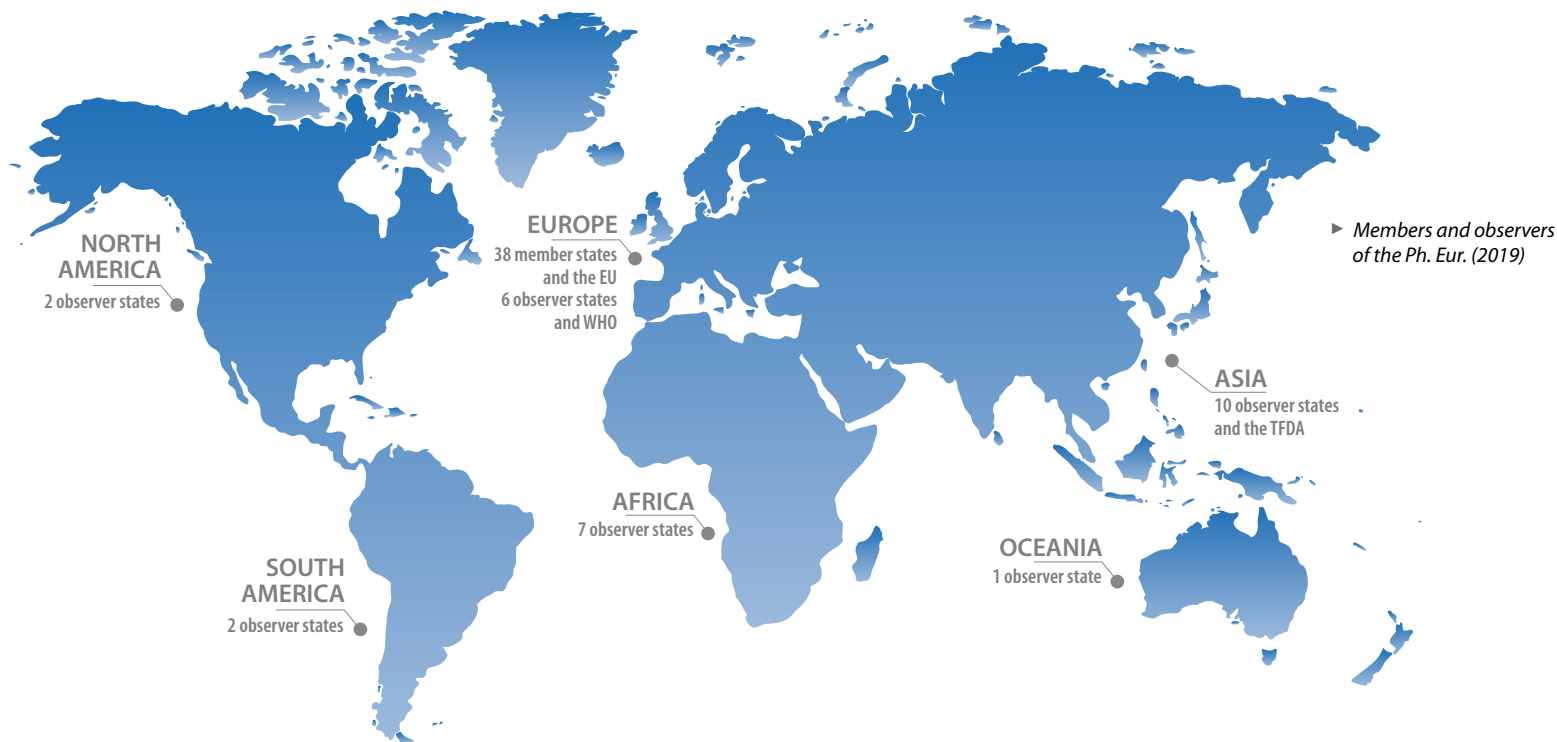 NORTH
AMERICA
2 observer states
EUROPE
38 member states
and the EU
6 observer states
and WHO
► Members and observers
of the Ph. Eur. (2019)
ASIA
10 observer states
and the TFDA
AFRICA
7 observer states
OCEANIA
1 observer state
SOUTH
AMERICA
2 observer states